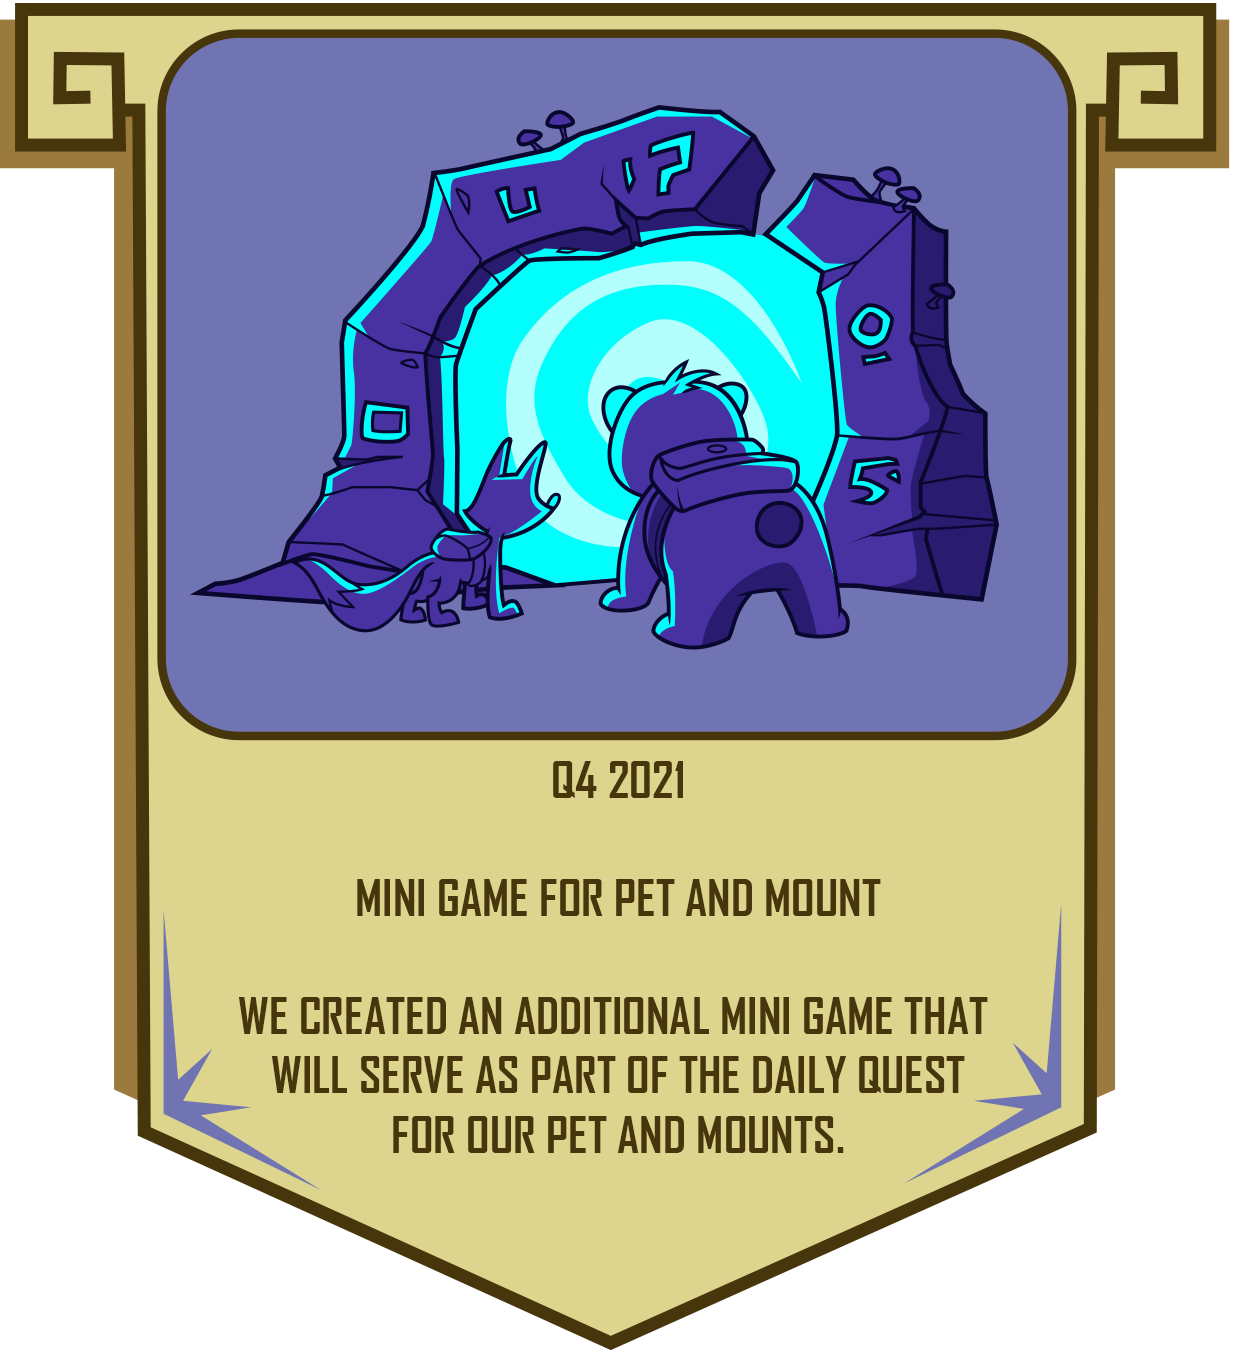 Q4 2021
MINI GAME FOR PET AND MOUNT
WE CREATED AN ADDITIONAL MINI GAME THAT
WILL SERVE AS PART OF THE DAILY QUEST
FOR OUR PET AND MOUNTS.